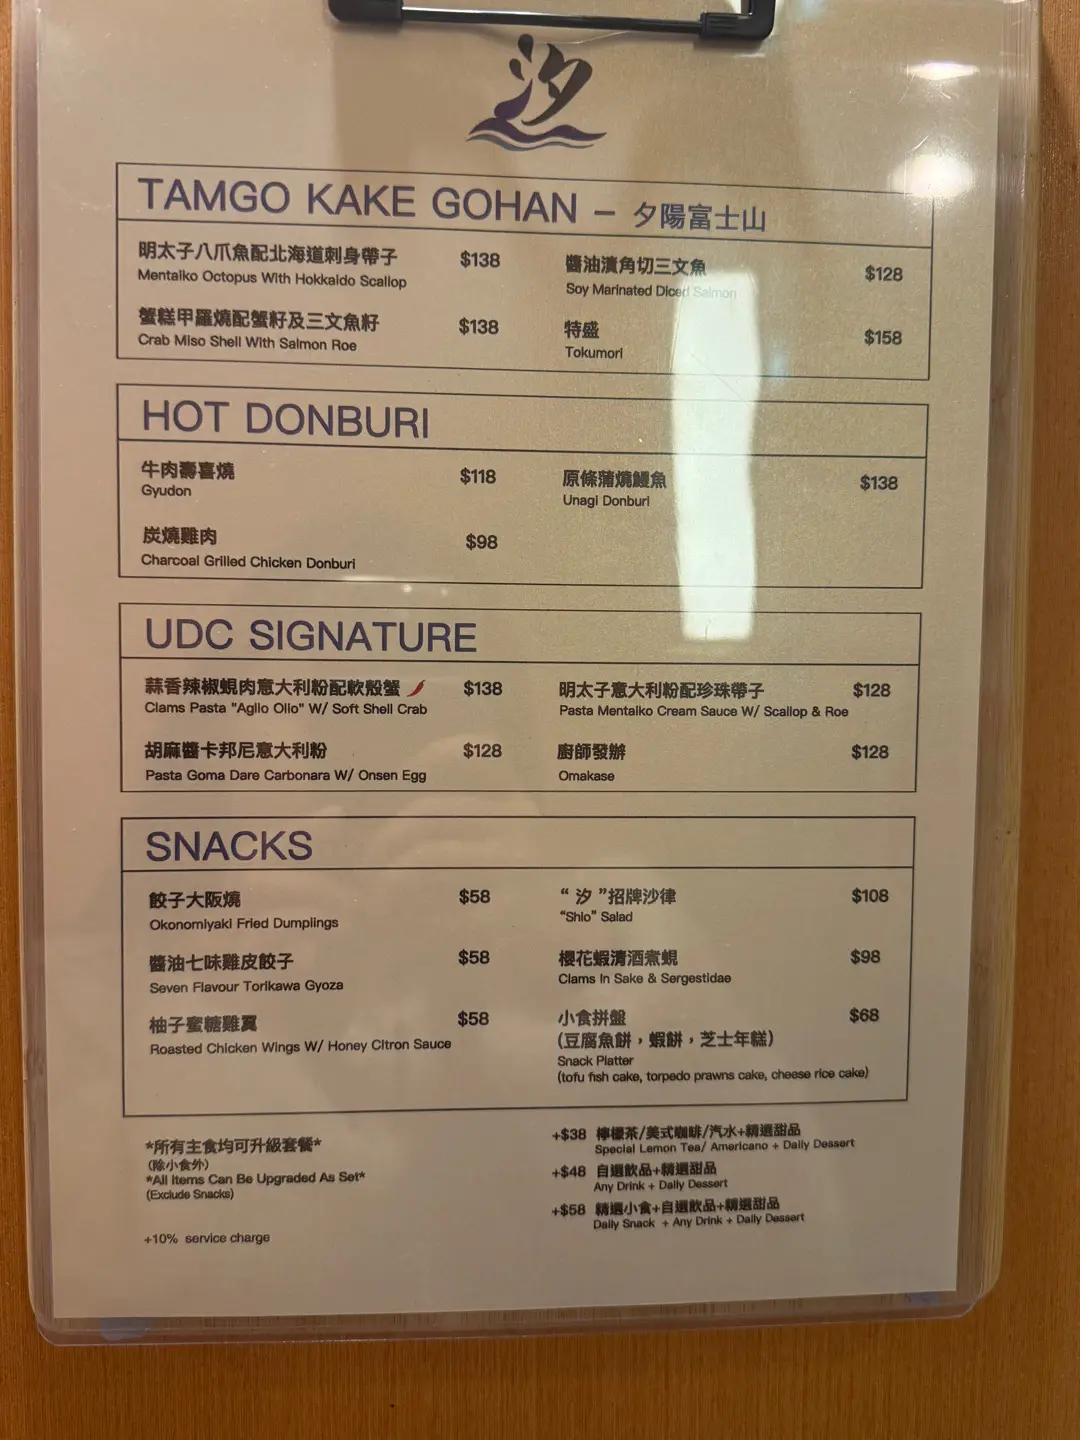 汐
TAMGO KAKE GOHAN – 夕陽富士山
明太子八爪魚配北海道刺身帶子 $138
Mentaiko Octopus With Hokkaido Scallop
醬油漬角切三文魚 $128
Soy Marinated Diced Salmon
蟹糕甲羅燒配蟹籽及三文魚籽 $138
Crab Miso Shell With Salmon Roe
特盛 $158
Tokumori
HOT DONBURI
牛肉壽喜燒 $118
Gyudon
原條蒲燒鰻魚 $138
Unagi Donburi
炭燒雞肉 $98
Charcoal Grilled Chicken Donburi
UDC SIGNATURE
蒜香辣椒蜆肉意大利粉配軟殼蟹 $138
Clams Pasta "Aglio Olio" W/ Soft Shell Crab
明太子意大利粉配珍珠帶子 $128
Pasta Mentaiko Cream Sauce W/ Scallop & Roe
胡麻醬卡邦尼意大利粉 $128
Pasta Goma Dare Carbonara W/ Onsen Egg
廚師發辦 $128
Omakase
SNACKS
餃子大阪燒 $58
Okonomiyaki Fried Dumplings
“ 汐 ”招牌沙律 $108
“Shio” Salad
醬油七味雞皮餃子 $58
Seven Flavour Torikawa Gyoza
櫻花蝦清酒煮蜆 $98
Clams In Sake & Sergestidae
柚子蜜糖雞翼 $58
Roasted Chicken Wings W/ Honey Citron Sauce
小食拼盤 $68
(豆腐魚餅，蝦餅，芝士年糕)
Snack Platter
(tofu fish cake, torpedo prawns cake, cheese rice cake)
*所有主食均可升級套餐*
(除小食外)
*All Items Can Be Upgraded As Set*
(Exclude Snacks)
+10% service charge
+$38 檸檬茶/美式咖啡/汽水+精選甜品
Special Lemon Tea/ Americano + Daily Dessert
+$48 自選飲品+精選甜品
Any Drink + Daily Dessert
+$58 精選小食+自選飲品+精選甜品
Daily Snack + Any Drink + Daily Dessert